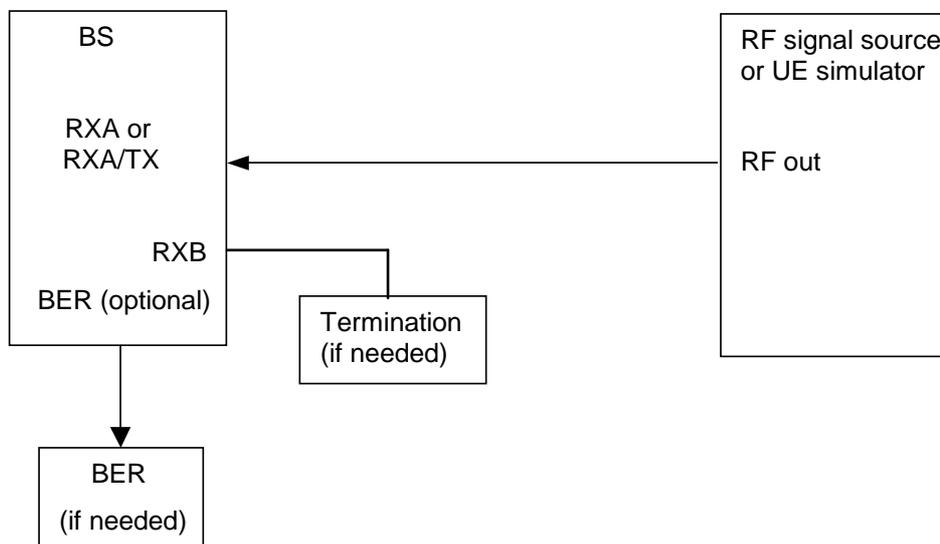 BS
RF signal source
or UE simulator
RXA or
RXA/TX
RF out
RXB
BER (optional)
Termination
(if needed)
BER
(if needed)